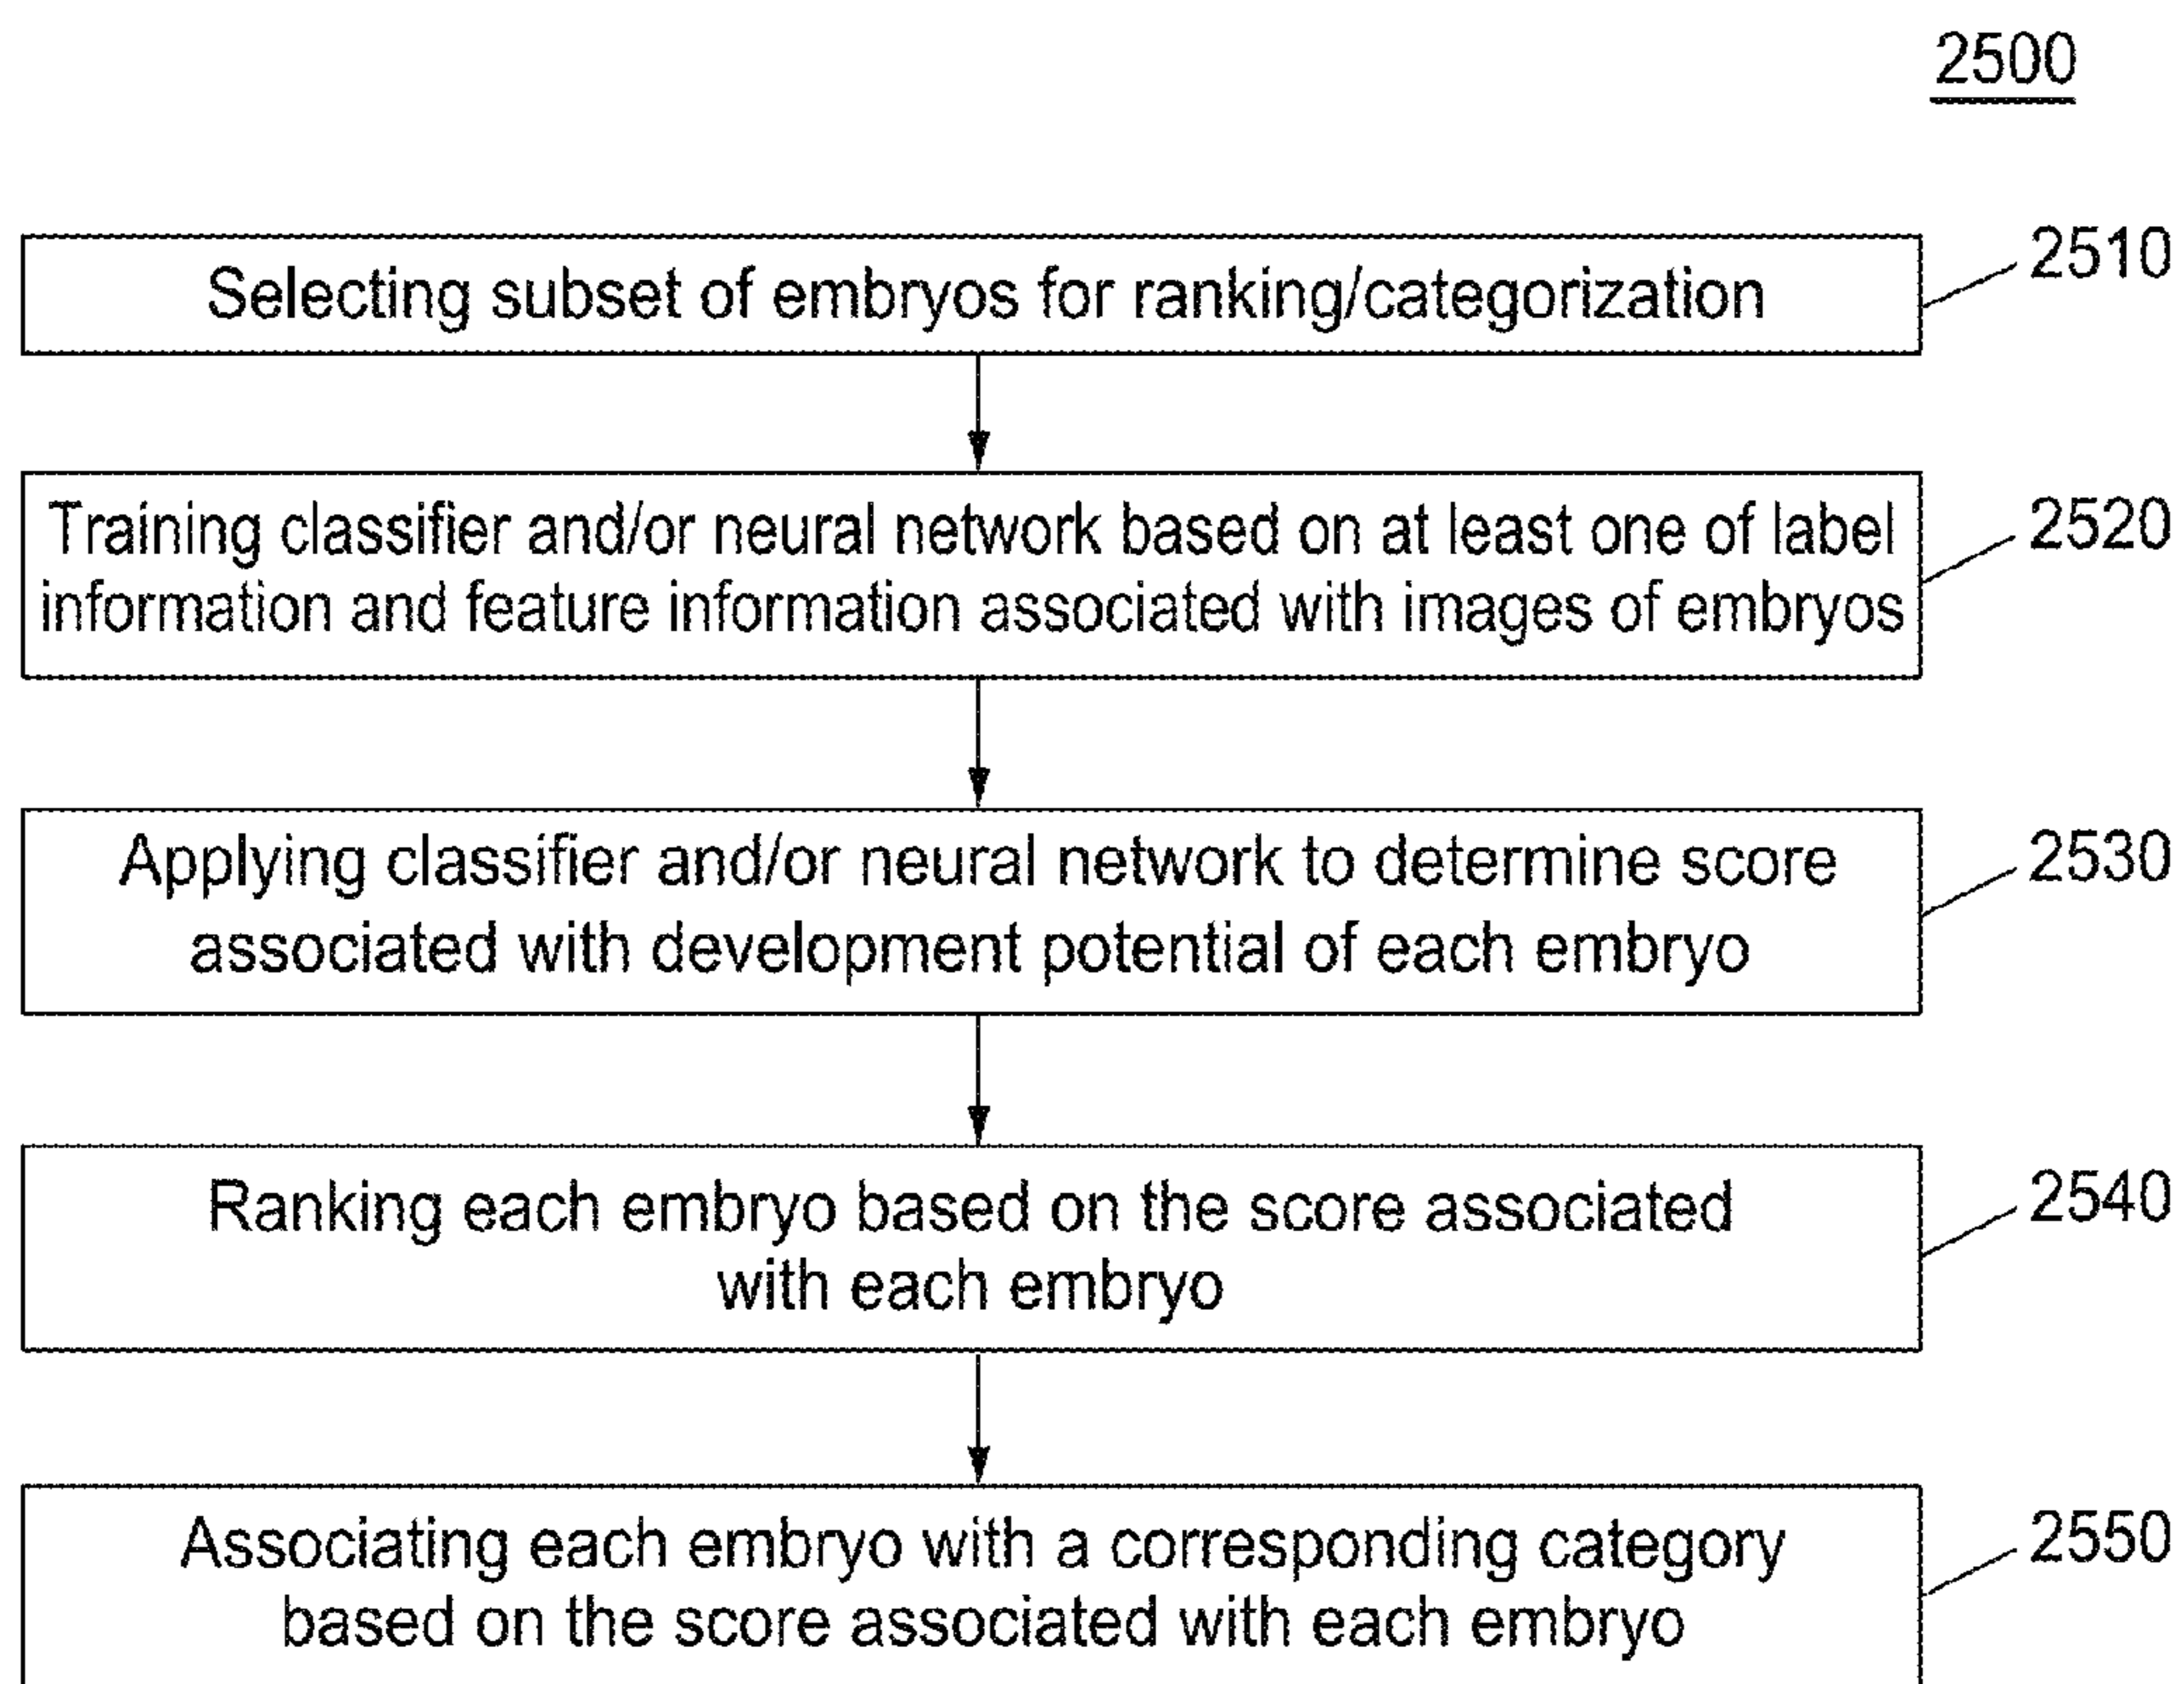 2500
Selecting subset of embryos for ranking/categorization
2510
Training classifier and/or neural network based on at least one of label
information and feature information associated with images of embryos
2520
Applying classifier and/or neural network to determine score
associated with development potential of each embryo
2530
Ranking each embryo based on the score associated
with each embryo
2540
Associating each embryo with a corresponding category
based on the score associated with each embryo
2550